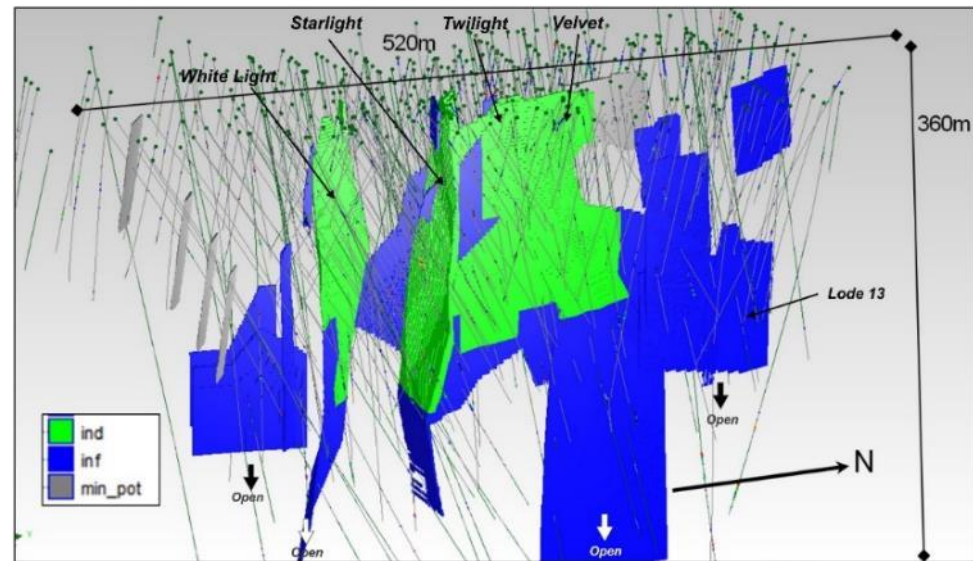 Starlight
Twilight
Velvet
520m
White Light
360m
Lode 13
ind
inf
min_pot
Open
Open
N
Open
Open